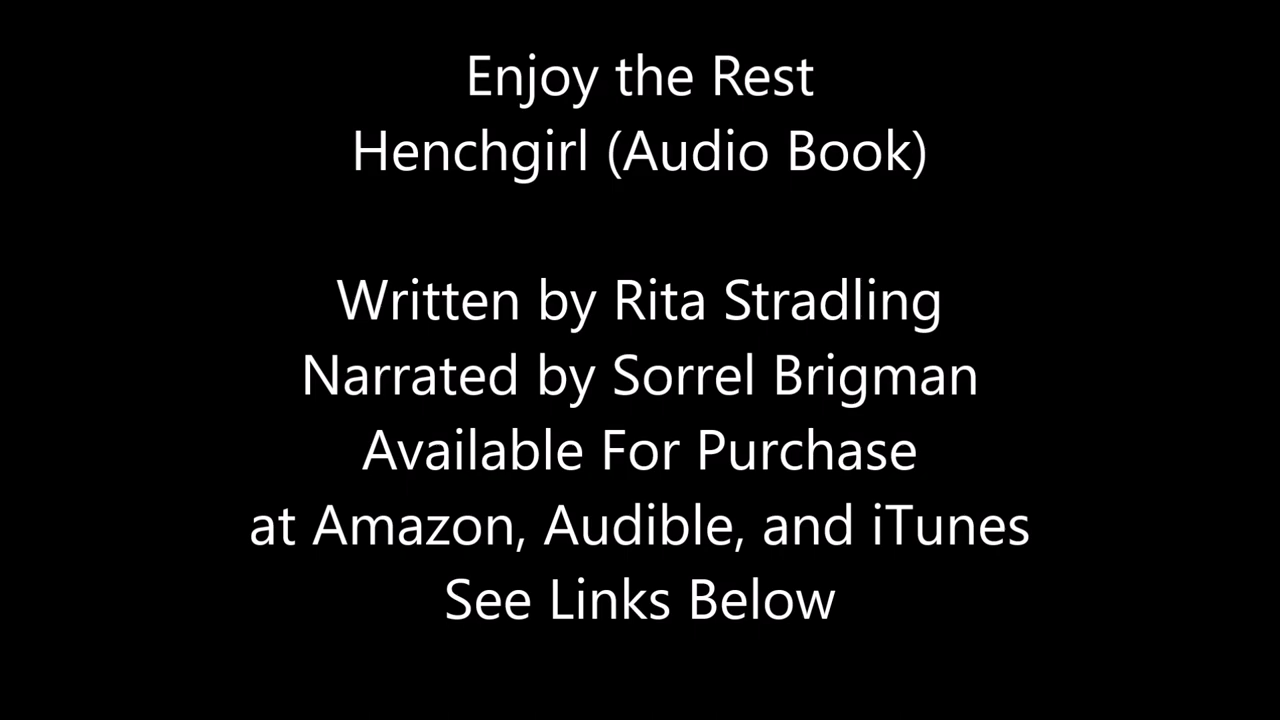 Enjoy the Rest
Henchgirl (Audio Book)
Written by Rita Stradling
Narrated by Sorrel Brigman
Available For Purchase
at Amazon, Audible, and iTunes
See Links Below